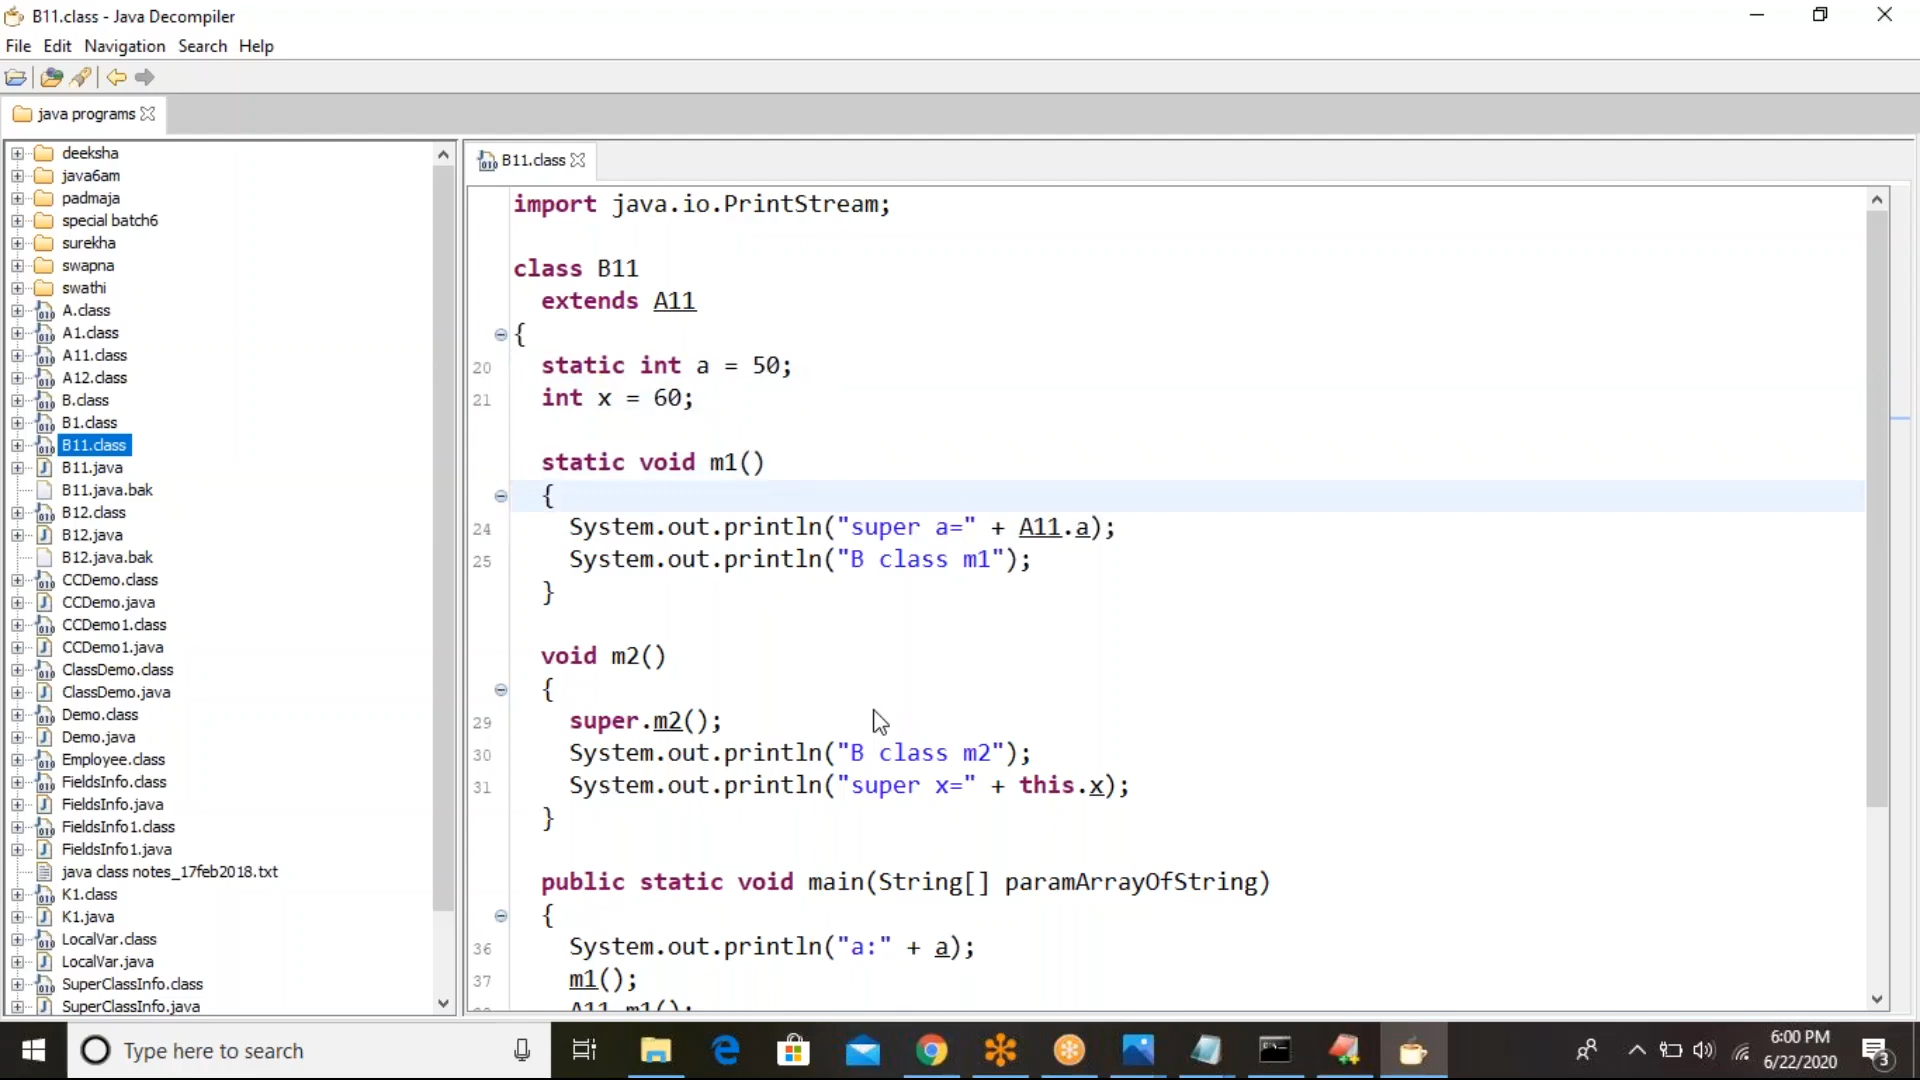 B11.class - Java Decompiler
File Edit Navigation Search Help
java programs
deeksha
java6am
padmaja
special batch6
surekha
swapna
swathi
A.class
A1.class
A11.class
A12.class
B.class
B1.class
B11.class
B11.java
B11.java.bak
B12.class
B12.java
B12.java.bak
CCDemo.class
CCDemo.java
CCDemo1.class
CCDemo1.java
ClassDemo.class
ClassDemo.java
Demo.class
Demo.java
Employee.class
FieldsInfo.class
FieldsInfo.java
FieldsInfo1.class
FieldsInfo1.java
java class notes_17feb2018.txt
K1.class
K1.java
LocalVar.class
LocalVar.java
SuperClassInfo.class
SuperClassInfo.java
B11.class
import java.io.PrintStream;
class B11
extends A11
{
20 static int a = 50;
21 int x = 60;
static void m1()
{
24 System.out.println("super a=" + A11.a);
25 System.out.println("B class m1");
}
void m2()
{
29 super.m2();
30 System.out.println("B class m2");
31 System.out.println("super x=" + this.x);
}
public static void main(String[] paramArrayOfString)
{
36 System.out.println("a:" + a);
37 m1();
A11.m1();
Type here to search
6:00 PM
6/22/2020
3